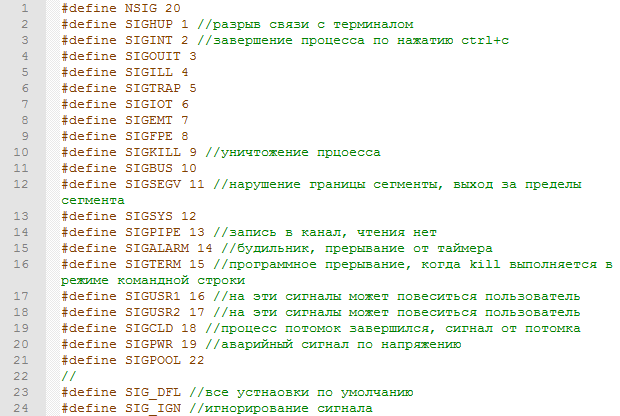 1 #define NSIG 20
2 #define SIGHUP 1 //разрыв связи с терминалом
3 #define SIGINT 2 //завершение процесса по нажатию ctrl+c
4 #define SIGOUIT 3
5 #define SIGILL 4
6 #define SIGTRAP 5
7 #define SIGIOT 6
8 #define SIGEMT 7
9 #define SIGFPE 8
10 #define SIGKILL 9 //уничтожение прцоесса
11 #define SIGBUS 10
12 #define SIGSEGV 11 //нарушение границы сегменты, выход за пределы
сегмента
13 #define SIGSYS 12
14 #define SIGPIPE 13 //запись в канал, чтения нет
15 #define SIGALARM 14 //будильник, прерывание от таймера
16 #define SIGTERM 15 //программное прерывание, когда kill выполняется в
режиме командной строки
17 #define SIGUSR1 16 //на эти сигналы может повеситься пользователь
18 #define SIGUSR2 17 //на эти сигналы может повеситься пользователь
19 #define SIGCLD 18 //процесс потомок завершился, сигнал от потомка
20 #define SIGPWR 19 //аварийный сигнал по напряжению
21 #define SIGPOOL 22
22 //
23 #define SIG_DFL //все устнаовки по умолчанию
24 #define SIG_IGN //игнорирование сигнала